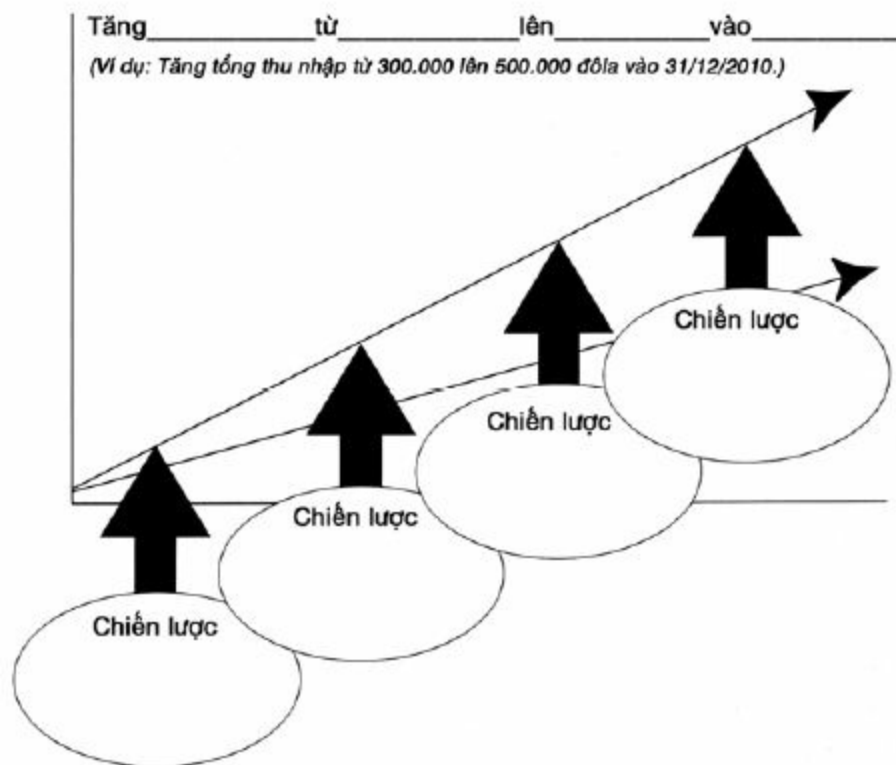 Tăng____________từ______________lên____________vào______________
(Ví dụ: Tăng tổng thu nhập từ 300.000 lên 500.000 đôla vào 31/12/2010.)
Chiến lược
Chiến lược
Chiến lược
Chiến lược